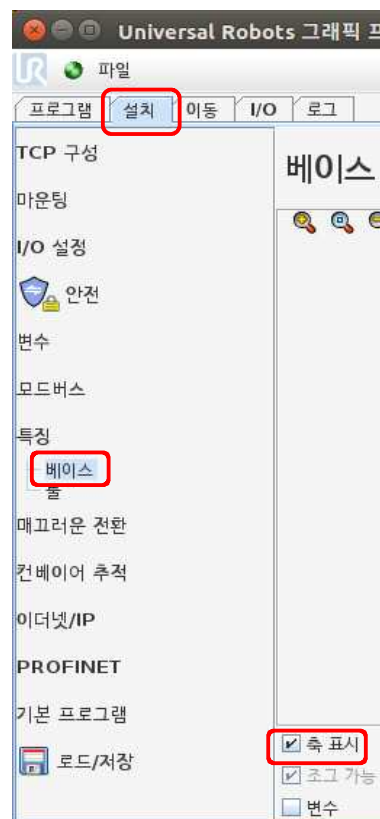 Universal Robots 그래픽 프
파일
프로그램 설치 이동 I/O 로그
TCP 구성
마운팅
I/O 설정
안전
변수
모드버스
특징
베이스
툴
매끄러운 전환
컨베이어 추적
이더넷/IP
PROFINET
기본 프로그램
로드/저장
베이스
축 표시
조그 가능
변수